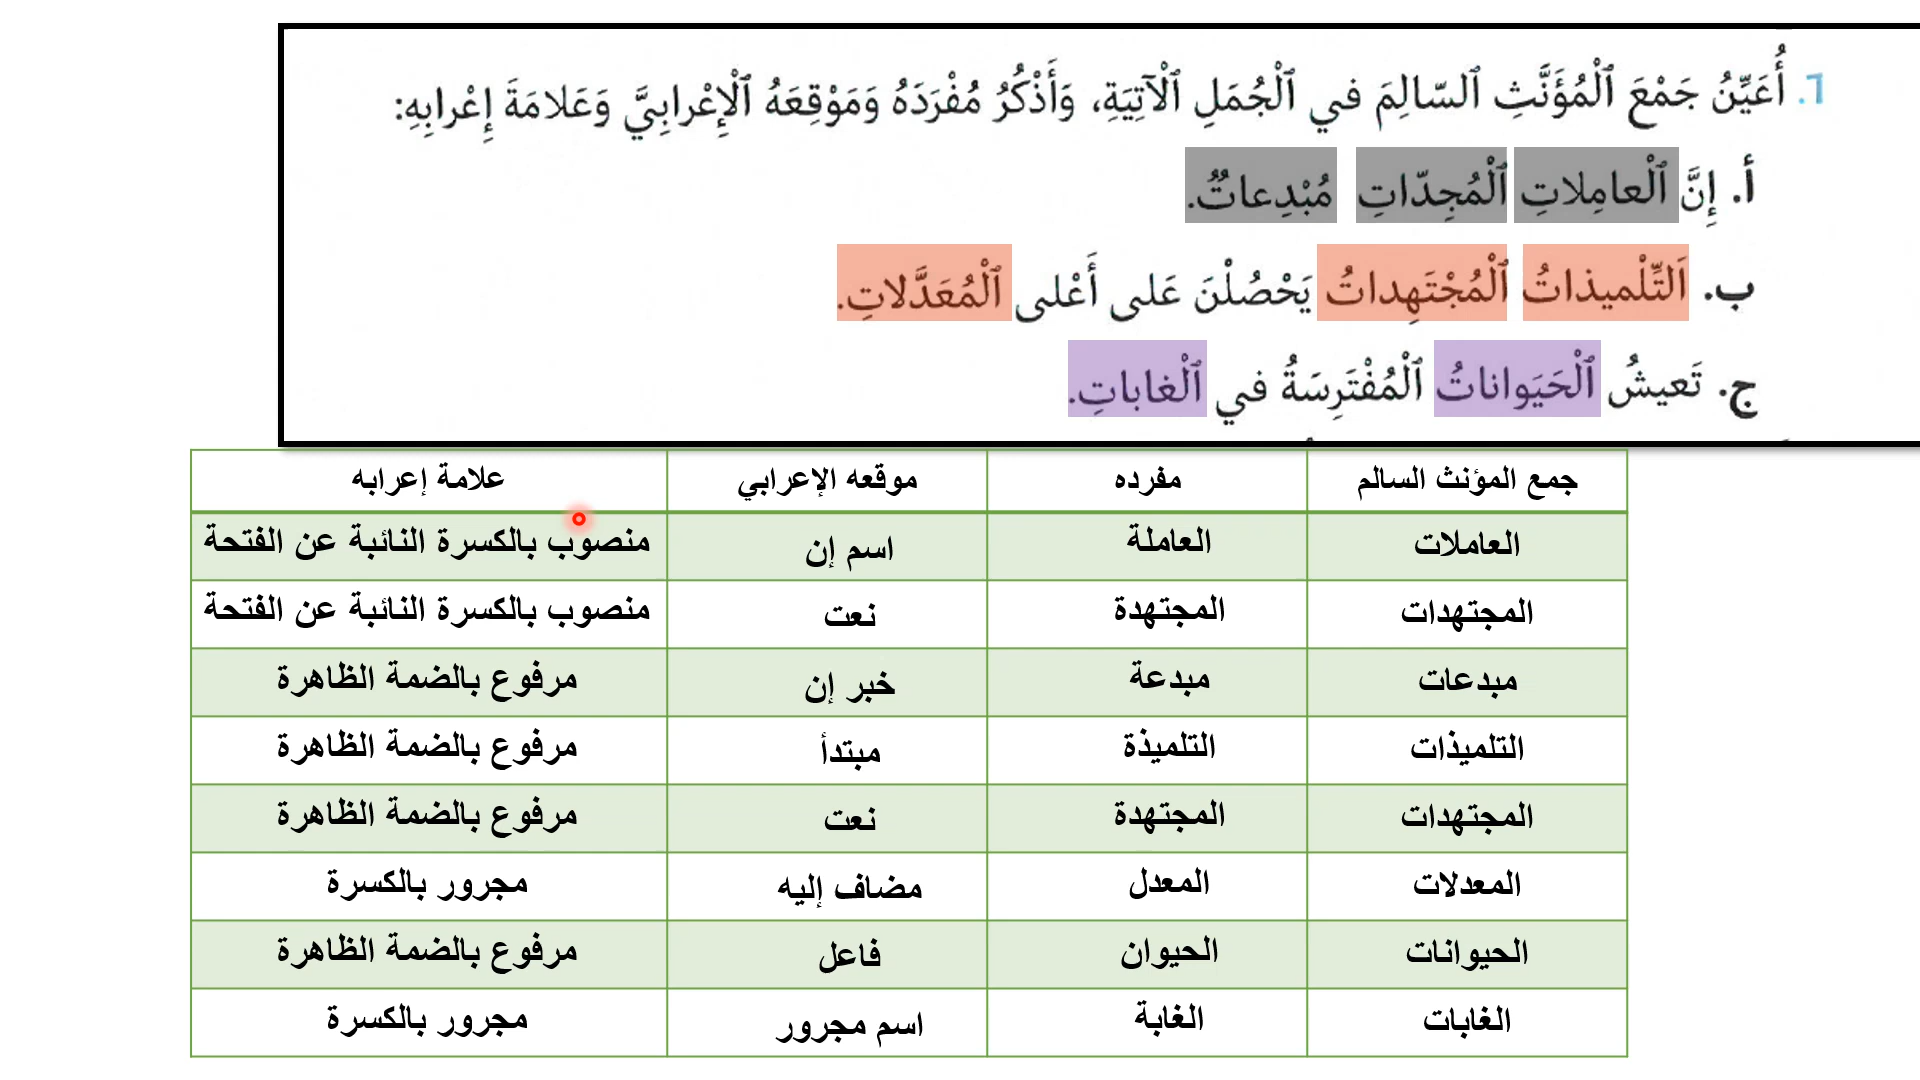 1. أُعَيِّنُ جَمْعَ ٱلْمُؤَنَّثِ ٱلسّالِمَ في ٱلْجُمَلِ ٱلْآتِيَةِ، وَأَذْكُرُ مُفْرَدَهُ وَمَوْقِعَهُ ٱلْإِعْرابِيَّ وَعَلامَةَ إِعْرابِهِ:
أ. إِنَّ ٱلْعامِلاتِ ٱلْمُجِدّاتِ مُبْدِعاتٌ.
ب. اَلتِّلْميذاتُ ٱلْمُجْتَهِداتُ يَحْصُلْنَ عَلى أَعْلى ٱلْمُعَدَّلاتِ.
ج. تَعيشُ ٱلْحَيَواناتُ ٱلْمُفْتَرِسَةُ في ٱلْغاباتِ.
جمع المؤنث السالم مفرده موقعه الإعرابي علامة إعرابه
العاملات العاملة اسم إن منصوب بالكسرة النائبة عن الفتحة
المجتهدات المجتهدة نعت منصوب بالكسرة النائبة عن الفتحة
مبدعات مبدعة خبر إن مرفوع بالضمة الظاهرة
التلميذات التلميذة مبتدأ مرفوع بالضمة الظاهرة
المجتهدات المجتهدة نعت مرفوع بالضمة الظاهرة
المعدلات المعدل مضاف إليه مجرور بالكسرة
الحيوانات الحيوان فاعل مرفوع بالضمة الظاهرة
الغابات الغابة اسم مجرور مجرور بالكسرة